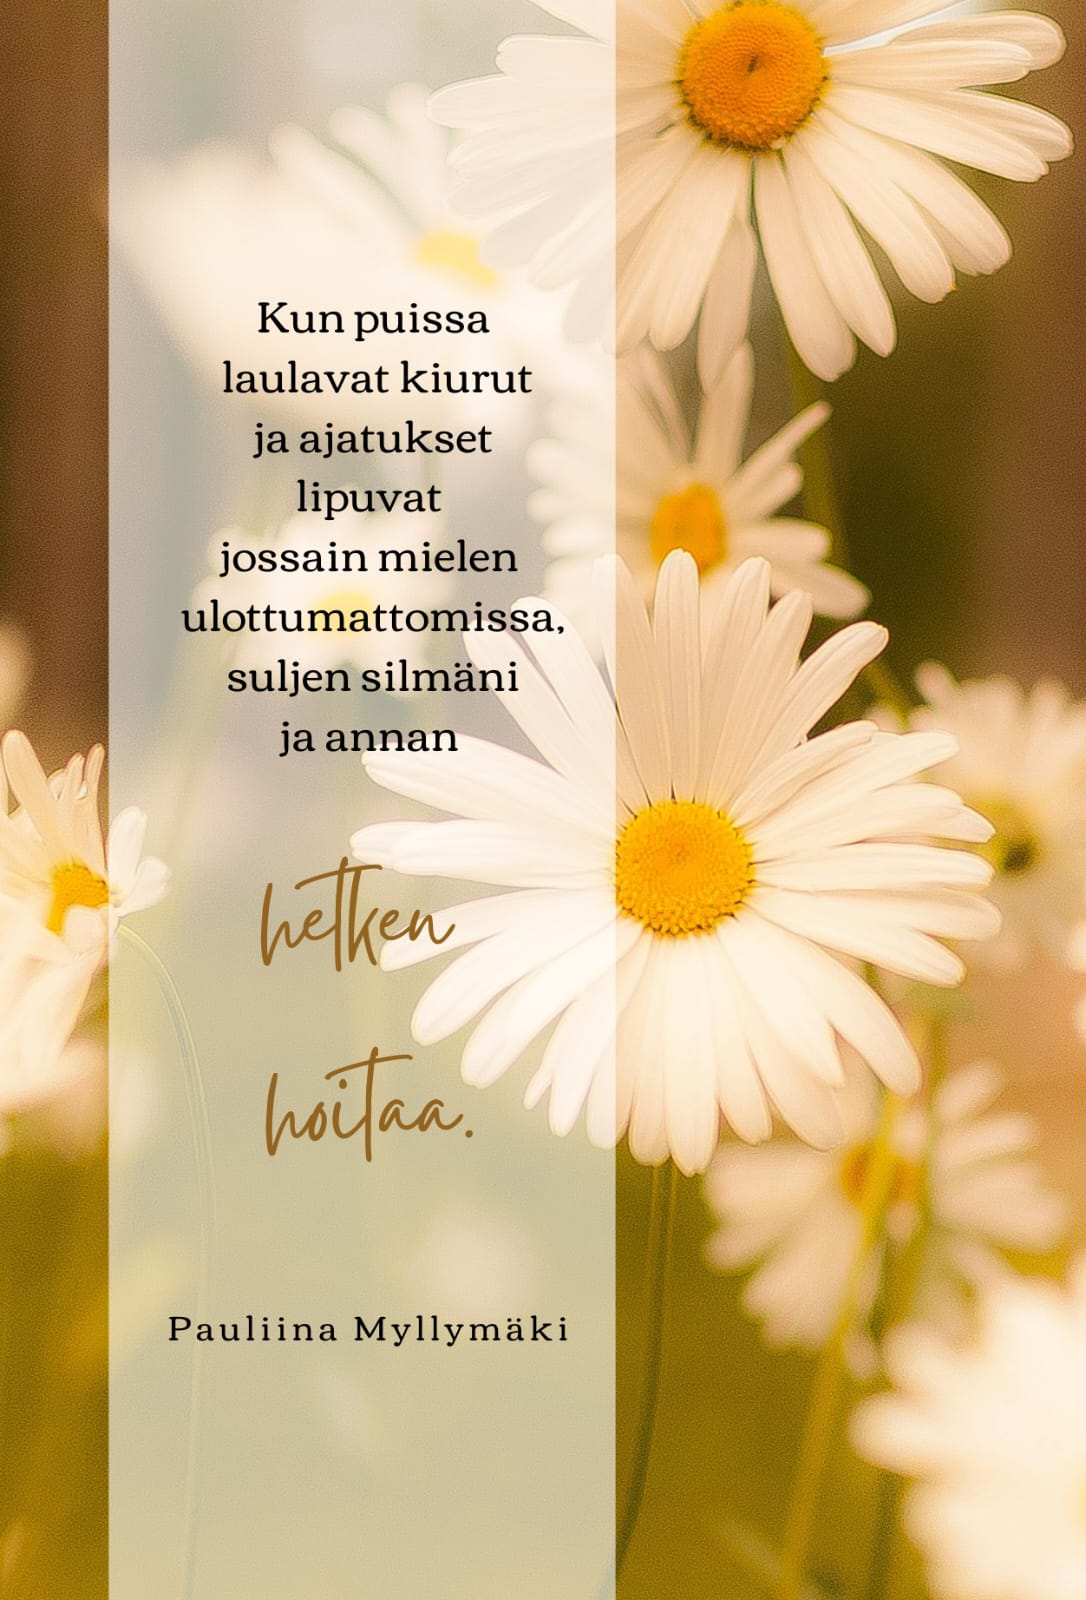 Kun puissa
laulavat kiurut
ja ajatukset
lipuvat
jossain mielen
ulottumattomissa,
suljen silmäni
ja annan
hetken
hoitaa.
Pauliina Myllymäki